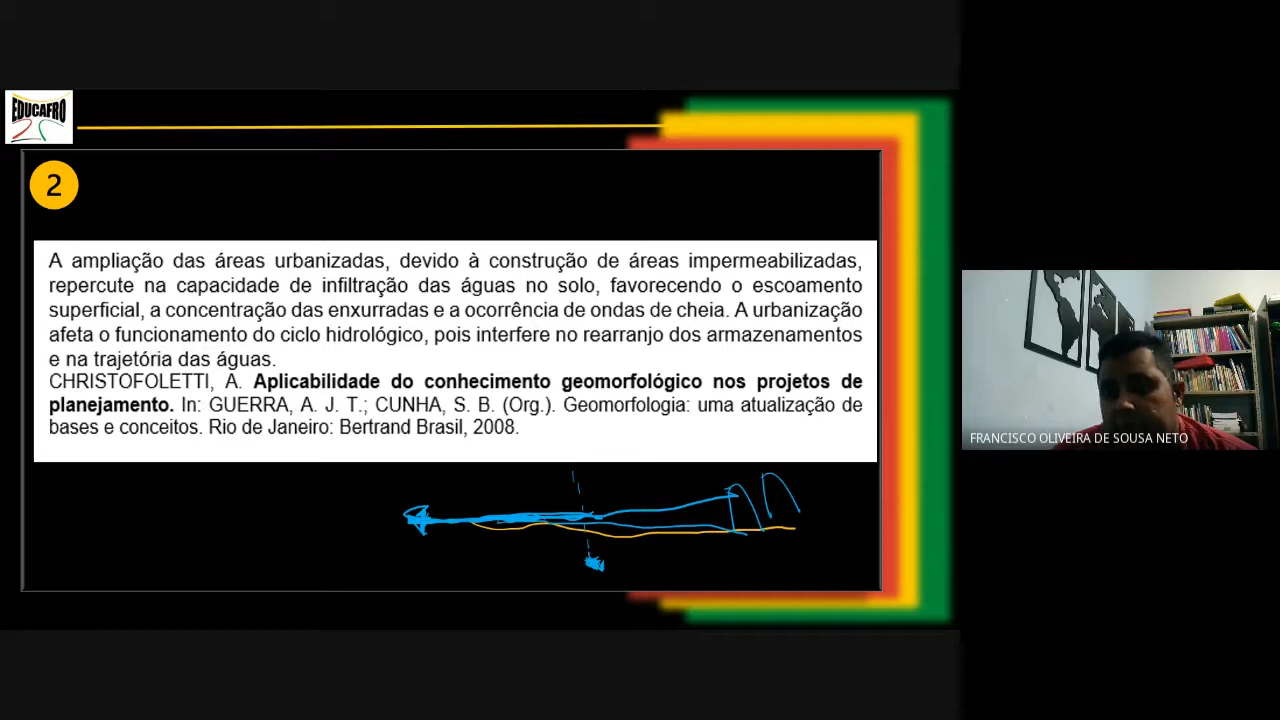 EDUCAFRO
2
A ampliação das áreas urbanizadas, devido à construção de áreas impermeabilizadas,
repercute na capacidade de infiltração das águas no solo, favorecendo o escoamento
superficial, a concentração das enxurradas e a ocorrência de ondas de cheia. A urbanização
afeta o funcionamento do ciclo hidrológico, pois interfere no rearranjo dos armazenamentos
e na trajetória das águas.
CHRISTOFOLETTI, A. Aplicabilidade do conhecimento geomorfológico nos projetos de
planejamento. In: GUERRA, A. J. T.; CUNHA, S. B. (Org.). Geomorfologia: uma atualização de
bases e conceitos. Rio de Janeiro: Bertrand Brasil, 2008.
FRANCISCO OLIVEIRA DE SOUSA NETO